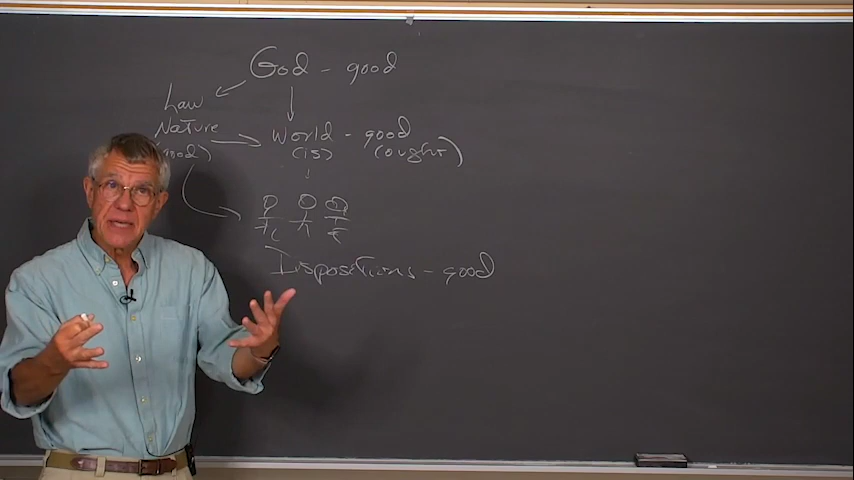 God - good
Law
Nature
(good)
World - good
(is) (ought)
Dispositions - good